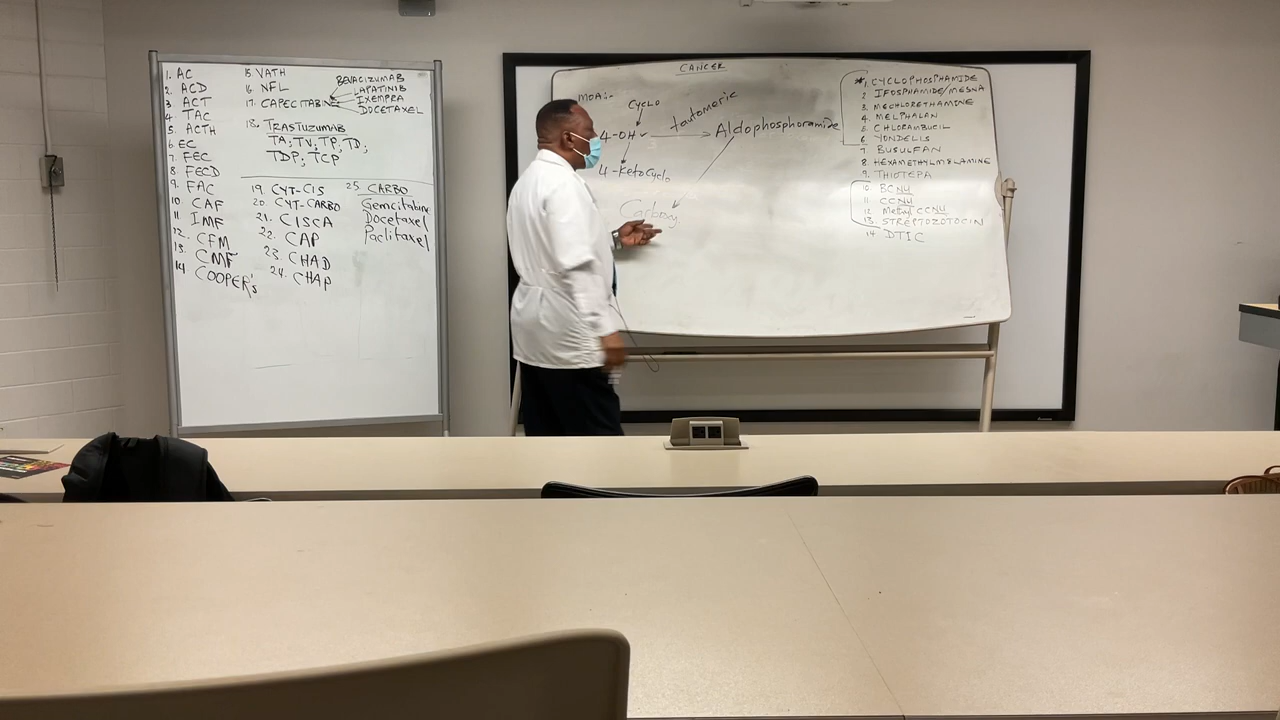 1. AC
2. ACD
3 ACT
4. TAC
5. ACTH
6 EC
7. FEC
8 FECD
9. FAC
10. CAF
11 IMF
12. CFM
13. CMF
14 COOPER's
15. VATH
16. NFL
17. CAPECITABINE
BEVACIZUMAB
LAPATINIB
IXEMPRA
DOCETAXEL
18. TRASTUZUMAB
TA; TV; TP; TD;
TDP; TCP
19. CYT-CIS
20. CYT-CARBO
21. CISCA
22. CAP
23. CHAD
24. CHAP
25 CARBO
Gemcitabine
Docetaxel
Paclitaxel
CANCER
MOA:-
Cyclo
4-OH
tautomeric
Aldophosphoramide
4-Ketocyclo
Carboxy
*1. CYCLOPHOSPHAMIDE
2 IFOSPHAMIDE/MESNA
3. MECHLORETHAMINE
4. MELPHALAN
5 CHLORAMBUCIL
6 YONDELIS
7. BUSULFAN
8 HEXAMETHYLMELAMINE
9. THIOTEPA
10. BCNU
11. CCNU
12 Methyl CCNU
13. STREPTOZOTOCIN
14. DTIC